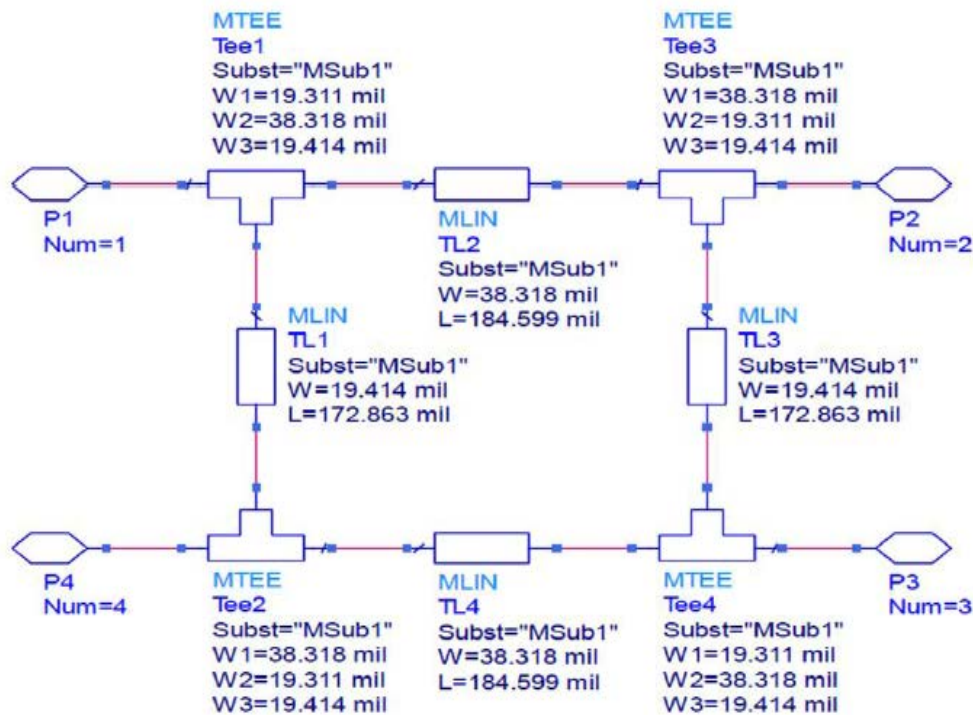 MTEE
Tee1
Subst="MSub1"
W1=19.311 mil
W2=38.318 mil
W3=19.414 mil
MTEE
Tee3
Subst="MSub1"
W1=38.318 mil
W2=19.311 mil
W3=19.414 mil
P1
Num=1
MLIN
TL2
Subst="MSub1"
W=38.318 mil
L=184.599 mil
P2
Num=2
MLIN
TL1
Subst="MSub1"
W=19.414 mil
L=172.863 mil
MLIN
TL3
Subst="MSub1"
W=19.414 mil
L=172.863 mil
P4
Num=4
MTEE
Tee2
Subst="MSub1"
W1=38.318 mil
W2=19.311 mil
W3=19.414 mil
MLIN
TL4
Subst="MSub1"
W=38.318 mil
L=184.599 mil
MTEE
Tee4
Subst="MSub1"
W1=19.311 mil
W2=38.318 mil
W3=19.414 mil
P3
Num=3